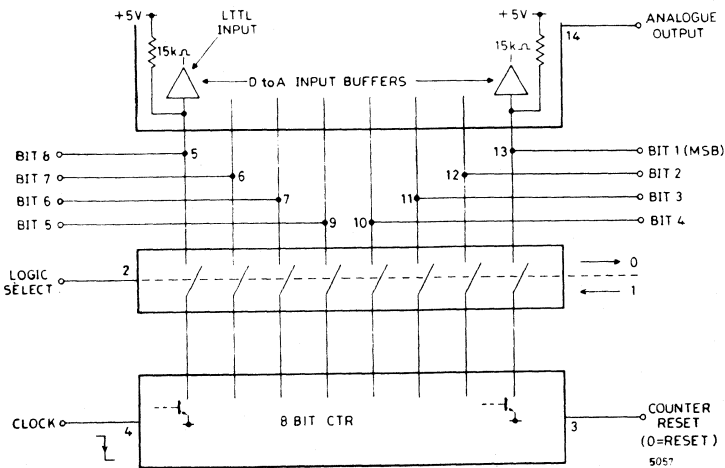 +5V
LTTL
INPUT
+5V
ANALOGUE
OUTPUT
14
15k Ω
15k Ω
D to A INPUT BUFFERS
BIT 8
5
13
BIT 1 (MSB)
BIT 7
6
12
BIT 2
BIT 6
7
11
BIT 3
BIT 5
9
10
BIT 4
LOGIC
SELECT
2
0
1
CLOCK
4
8 BIT CTR
3
COUNTER
RESET
(0=RESET)
5057